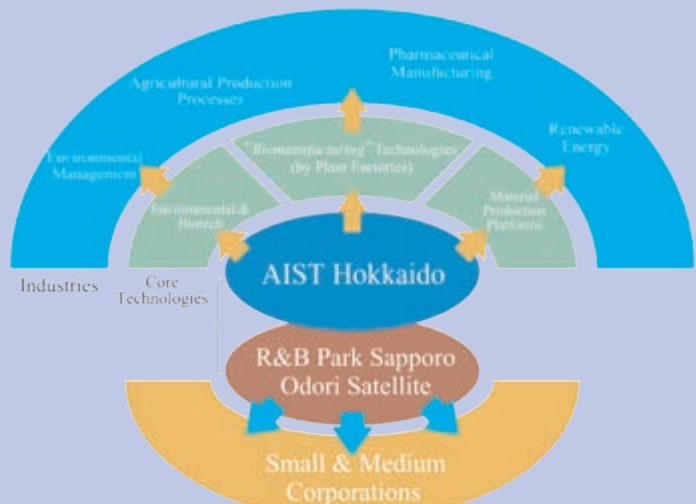 Pharmaceutical
Manufacturing
Agricultural Production
Processes
Renewable
Energy
Environmental
Management
"Biomanufacturing" Technologies
(by Plant Factories)
Environmental &
Biotech
Material
Production
Platforms
AIST Hokkaido
Industries
Core
Technologies
R&B Park Sapporo
Odori Satellite
Small & Medium
Corporations